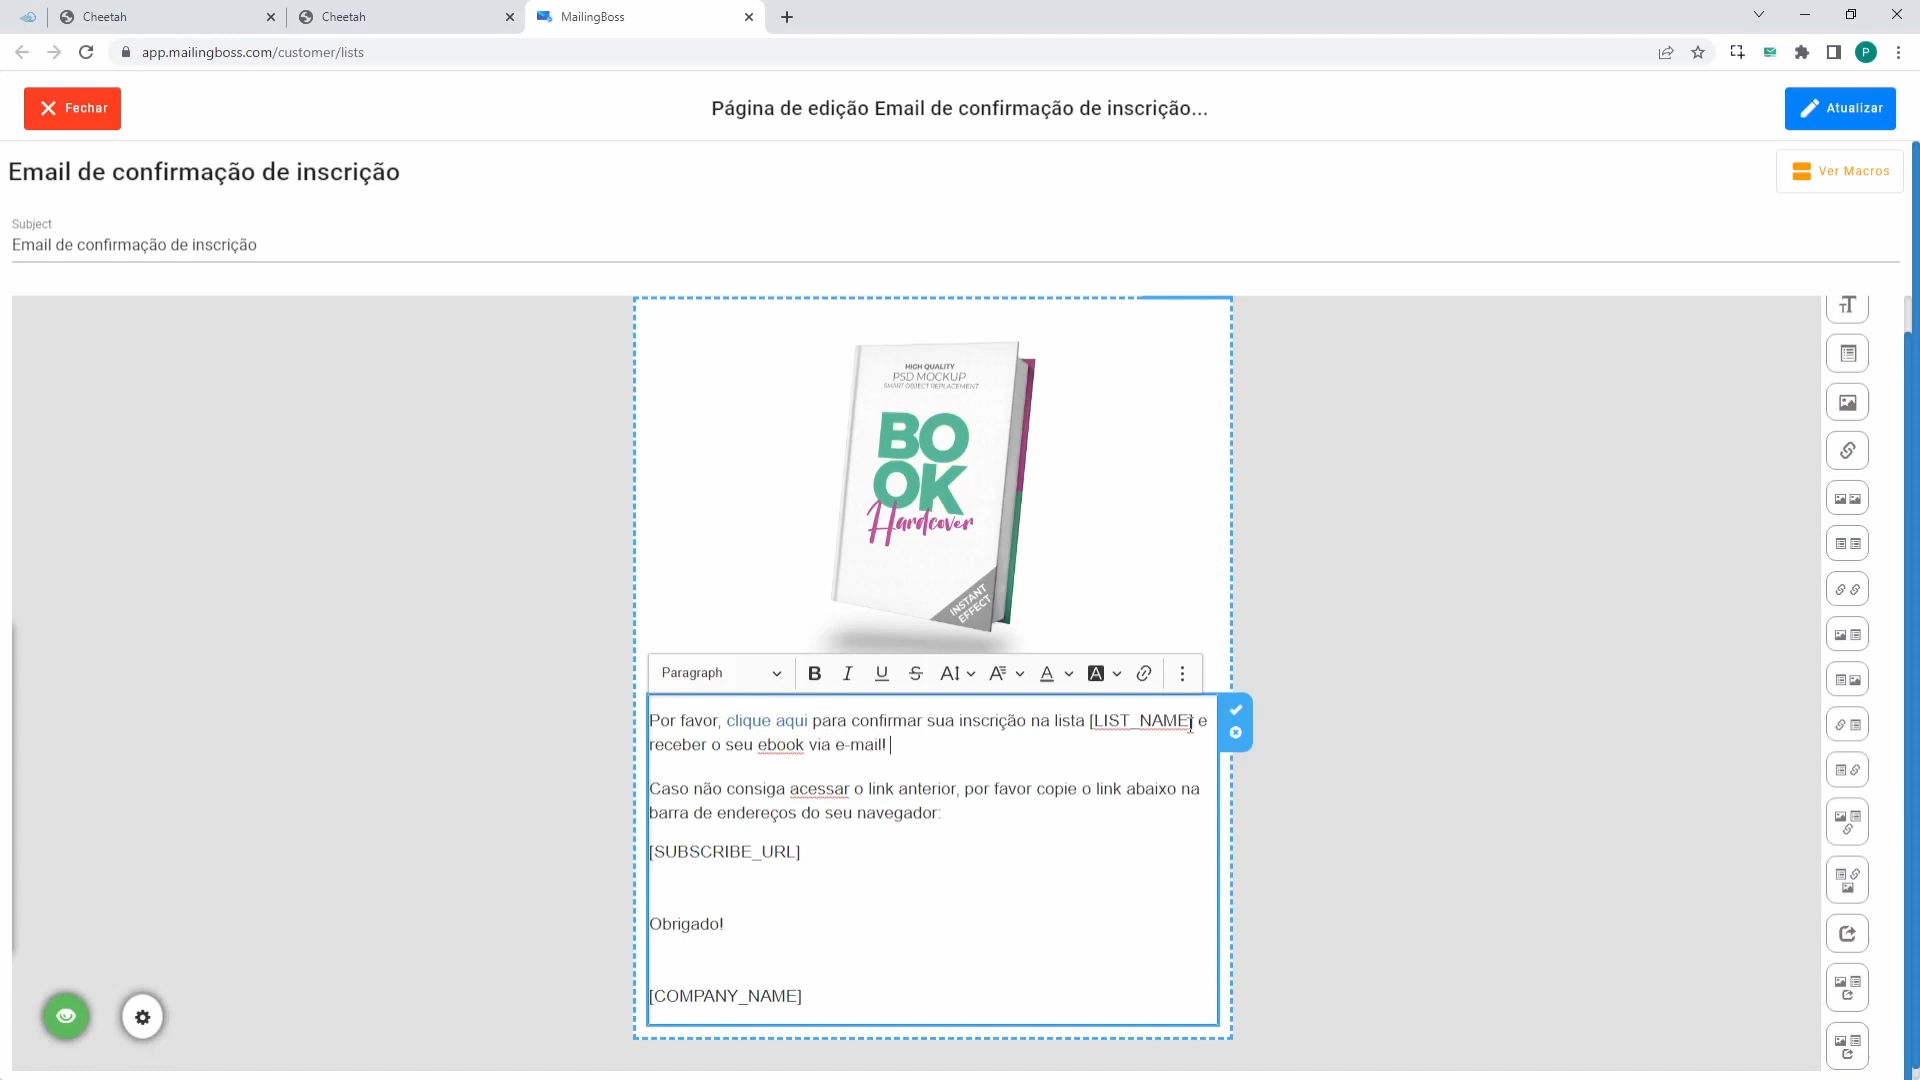 Cheetah
Cheetah
MailingBoss
app.mailingboss.com/customer/lists
P
Fechar
Página de edição Email de confirmação de inscrição...
Atualizar
Email de confirmação de inscrição
Ver Macros
Subject
Email de confirmação de inscrição
HIGH QUALITY
PSD MOCKUP
SMART OBJECT REPLACEMENT
BO
OK
Hardcover
INSTANT
EFFECT
Paragraph
Por favor, clique aqui para confirmar sua inscrição na lista [LIST_NAME] e
receber o seu ebook via e-mail!
Caso não consiga acessar o link anterior, por favor copie o link abaixo na
barra de endereços do seu navegador:
[SUBSCRIBE_URL]
Obrigado!
[COMPANY_NAME]